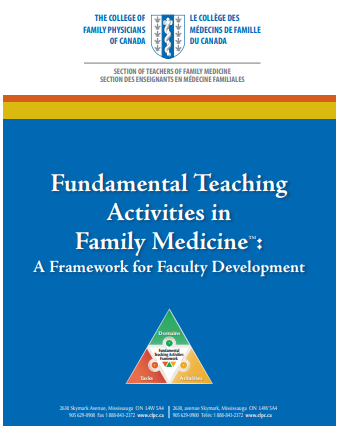 THE COLLEGE OF
FAMILY PHYSICIANS
OF CANADA
LE COLLÈGE DES
MÉDECINS DE FAMILLE
DU CANADA
SECTION OF TEACHERS OF FAMILY MEDICINE
SECTION DES ENSEIGNANTS EN MÉDECINE FAMILIALES
Fundamental Teaching
Activities in
Family Medicine™:
A Framework for Faculty Development
Domains
Fundamental
Teaching Activities
Framework
Tasks
Activities
2630 Skymark Avenue, Mississauga ON L4W 5A4
905 629-0900 Fax 1 888-843-2372 www.cfpc.ca
2630, avenue Skymark, Mississauga ON L4W 5A4
905 629-0900 Téléc 1 888-843-2372 www.cfpc.ca